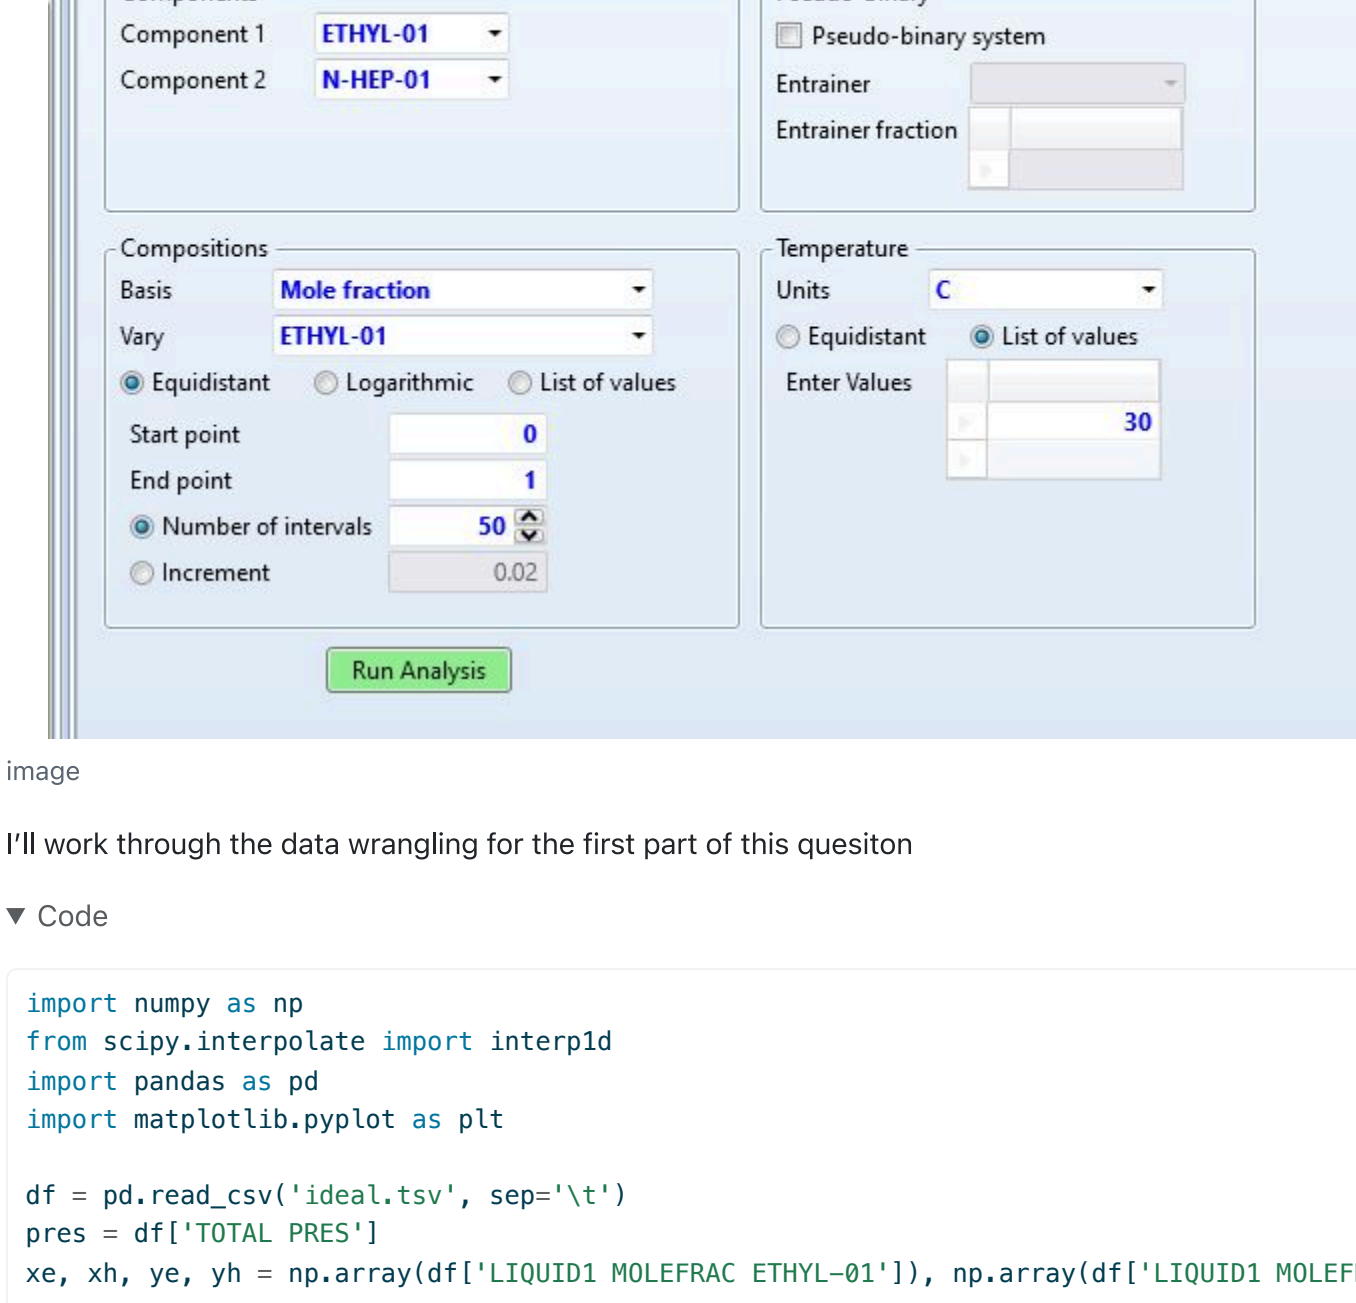 Component 1 ETHYL-01
Component 2 N-HEP-01
Pseudo-binary system
Entrainer
Entrainer fraction
Compositions
Basis Mole fraction
Vary ETHYL-01
Equidistant Logarithmic List of values
Start point 0
End point 1
Number of intervals 50
Increment 0.02
Temperature
Units C
Equidistant List of values
Enter Values
30
Run Analysis
image
I'll work through the data wrangling for the first part of this quesiton
▼ Code
import numpy as np
from scipy.interpolate import interp1d
import pandas as pd
import matplotlib.pyplot as plt
df = pd.read_csv('ideal.tsv', sep='\t')
pres = df['TOTAL PRES']
xe, xh, ye, yh = np.array(df['LIQUID1 MOLEFRAC ETHYL-01']), np.array(df['LIQUID1